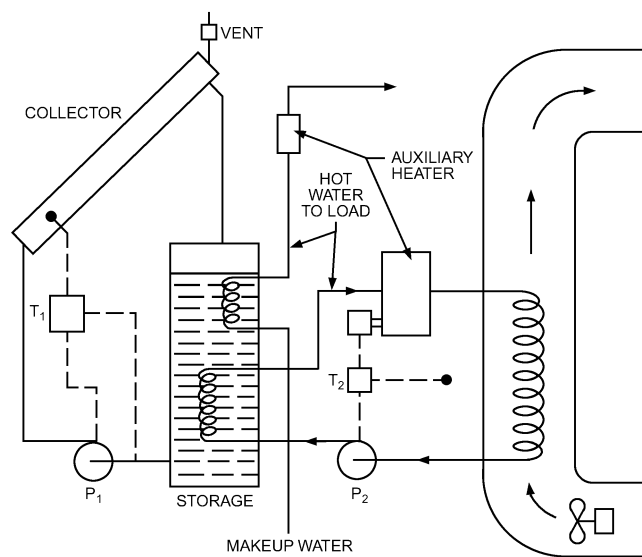 VENT
COLLECTOR
AUXILIARY
HEATER
HOT
WATER
TO LOAD
T1
T2
P1
STORAGE
P2
MAKEUP WATER